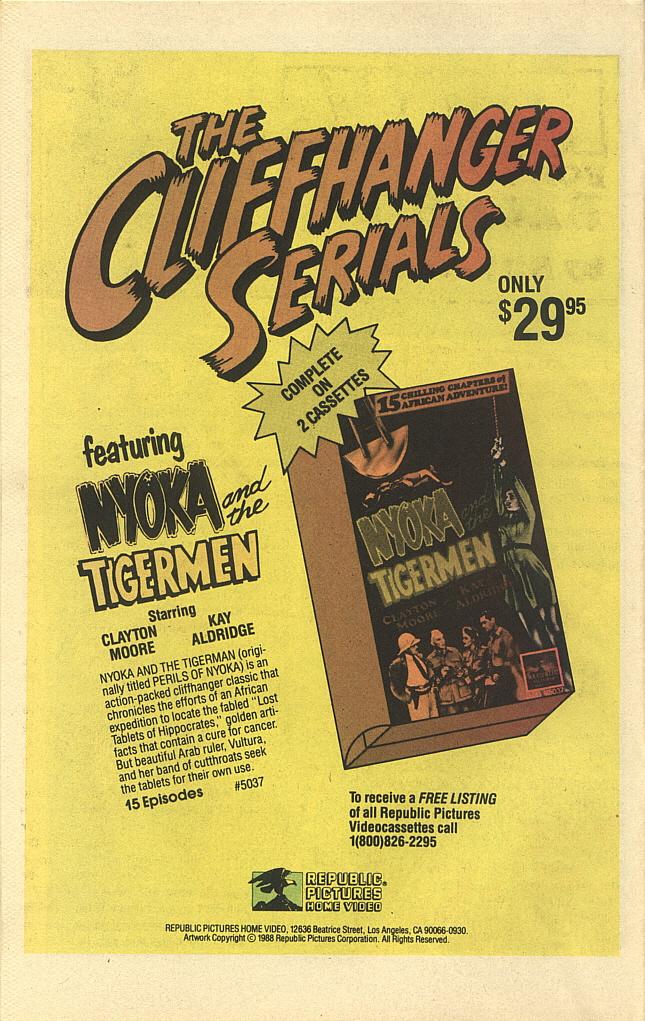 THE
CLIFFHANGER
SERIALS
ONLY
$29.95
COMPLETE
ON
2 CASSETTES
15 CHILLING CHAPTERS of
AFRICAN ADVENTURE!
NYOKA and
the
TIGERMEN
CLAYTON MOORE
KAY ALDRIDGE
featuring
NYOKA and
the
TIGERMEN
Starring
CLAYTON MOORE
KAY ALDRIDGE
NYOKA AND THE TIGERMAN (origi-
nally titled PERILS OF NYOKA) is an
action-packed cliffhanger classic that
chronicles the efforts of an African
expedition to locate the fabled "Lost
Tablets of Hippocrates," golden arti-
facts that contain a cure for cancer.
But beautiful Arab ruler, Vultura,
and her band of cutthroats seek
the tablets for their own use.
15 Episodes #5037
To receive a FREE LISTING
of all Republic Pictures
Videocassettes call
1(800)826-2295
REPUBLIC
PICTURES
HOME VIDEO
REPUBLIC PICTURES HOME VIDEO, 12636 Beatrice Street, Los Angeles, CA 90066-0930.
Artwork Copyright © 1988 Republic Pictures Corporation. All Rights Reserved.